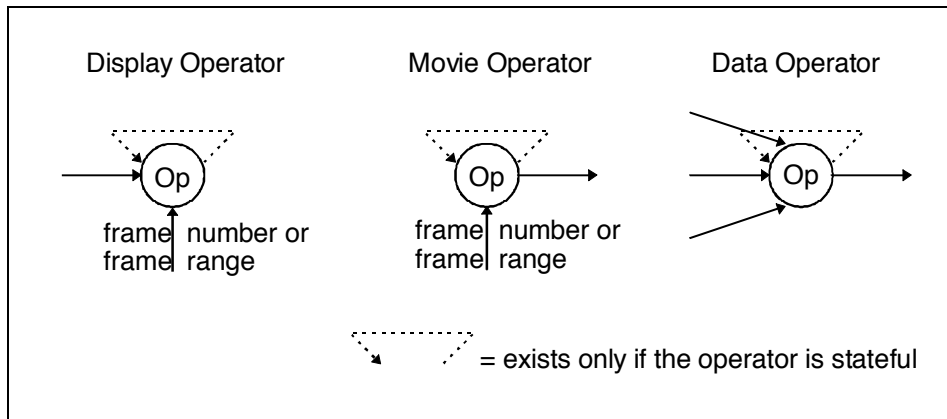 Display Operator
Movie Operator
Data Operator
Op
Op
Op
frame number or
frame range
frame number or
frame range
= exists only if the operator is stateful